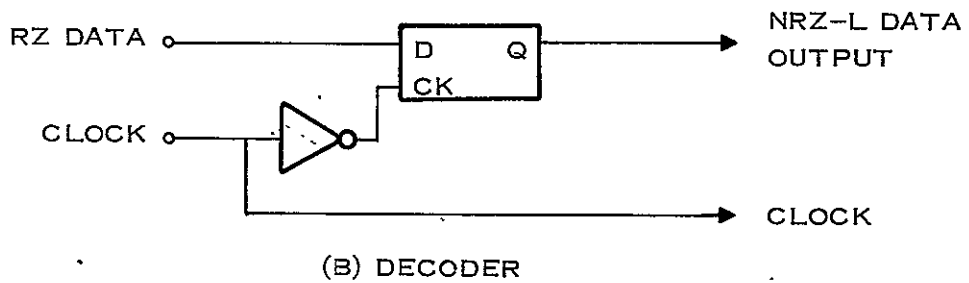 RZ DATA
D Q
CK
NRZ-L DATA
OUTPUT
CLOCK
CLOCK
(B) DECODER